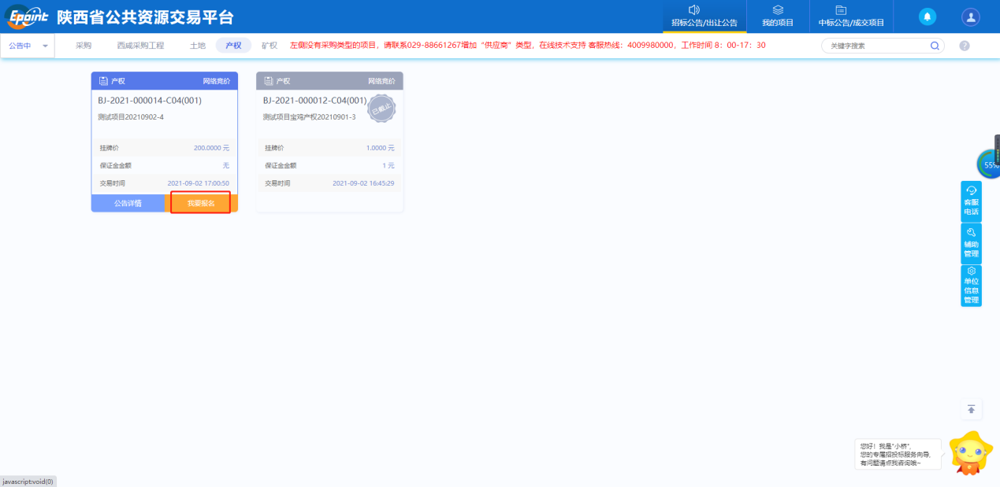 Epoint 陕西省公共资源交易平台
招标公告/出让公告
我的项目
中标公告/成交项目
公告中
采购
西咸采购工程
土地
产权
矿权
左侧没有采购类型的项目，请联系029-88661267增加“供应商”类型，在线技术支持 客服热线：4009980000，工作时间 8：00-17：30
关键字搜索
?
产权
网络竞价
BJ-2021-000014-C04(001)
测试项目20210902-4
挂牌价
200.0000 元
保证金金额
无
交易时间
2021-09-02 17:00:50
公告详情
我要报名
产权
网络竞价
BJ-2021-000012-C04(001)
已截止
测试项目宝鸡产权20210901-3
挂牌价
1.0000 元
保证金金额
1 元
交易时间
2021-09-02 16:45:29
55%
客服
电话
辅助
管理
单位
信息
管理
您好！我是“小桥”，
您的专属招投标服务向导，
有问题请点我咨询哦~
javascript:void(0)